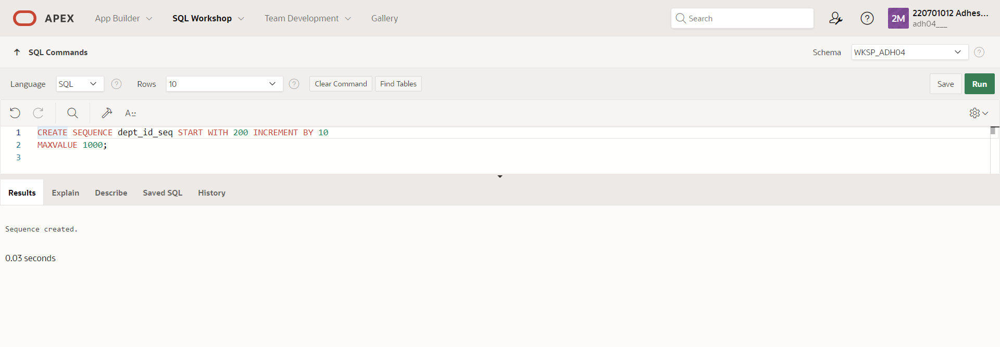 APEX App Builder SQL Workshop Team Development Gallery Search 2M 220701012 Adhes...
adh04___
SQL Commands Schema WKSP_ADH04
Language SQL Rows 10 Clear Command Find Tables Save Run
A::
1 CREATE SEQUENCE dept_id_seq START WITH 200 INCREMENT BY 10
2 MAXVALUE 1000;
3
Results Explain Describe Saved SQL History
Sequence created.
0.03 seconds